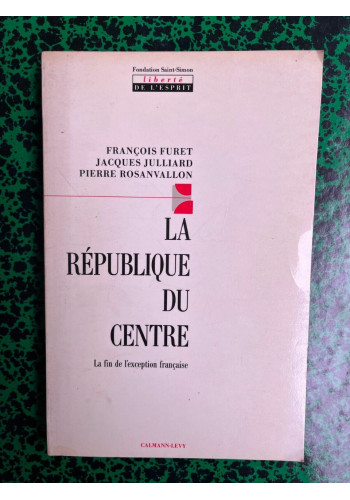 Fondation Saint-Simon
liberté
DE L'ESPRIT
FRANÇOIS FURET
JACQUES JULLIARD
PIERRE ROSANVALLON
LA
RÉPUBLIQUE
DU
CENTRE
La fin de l'exception française
CALMANN-LEVY